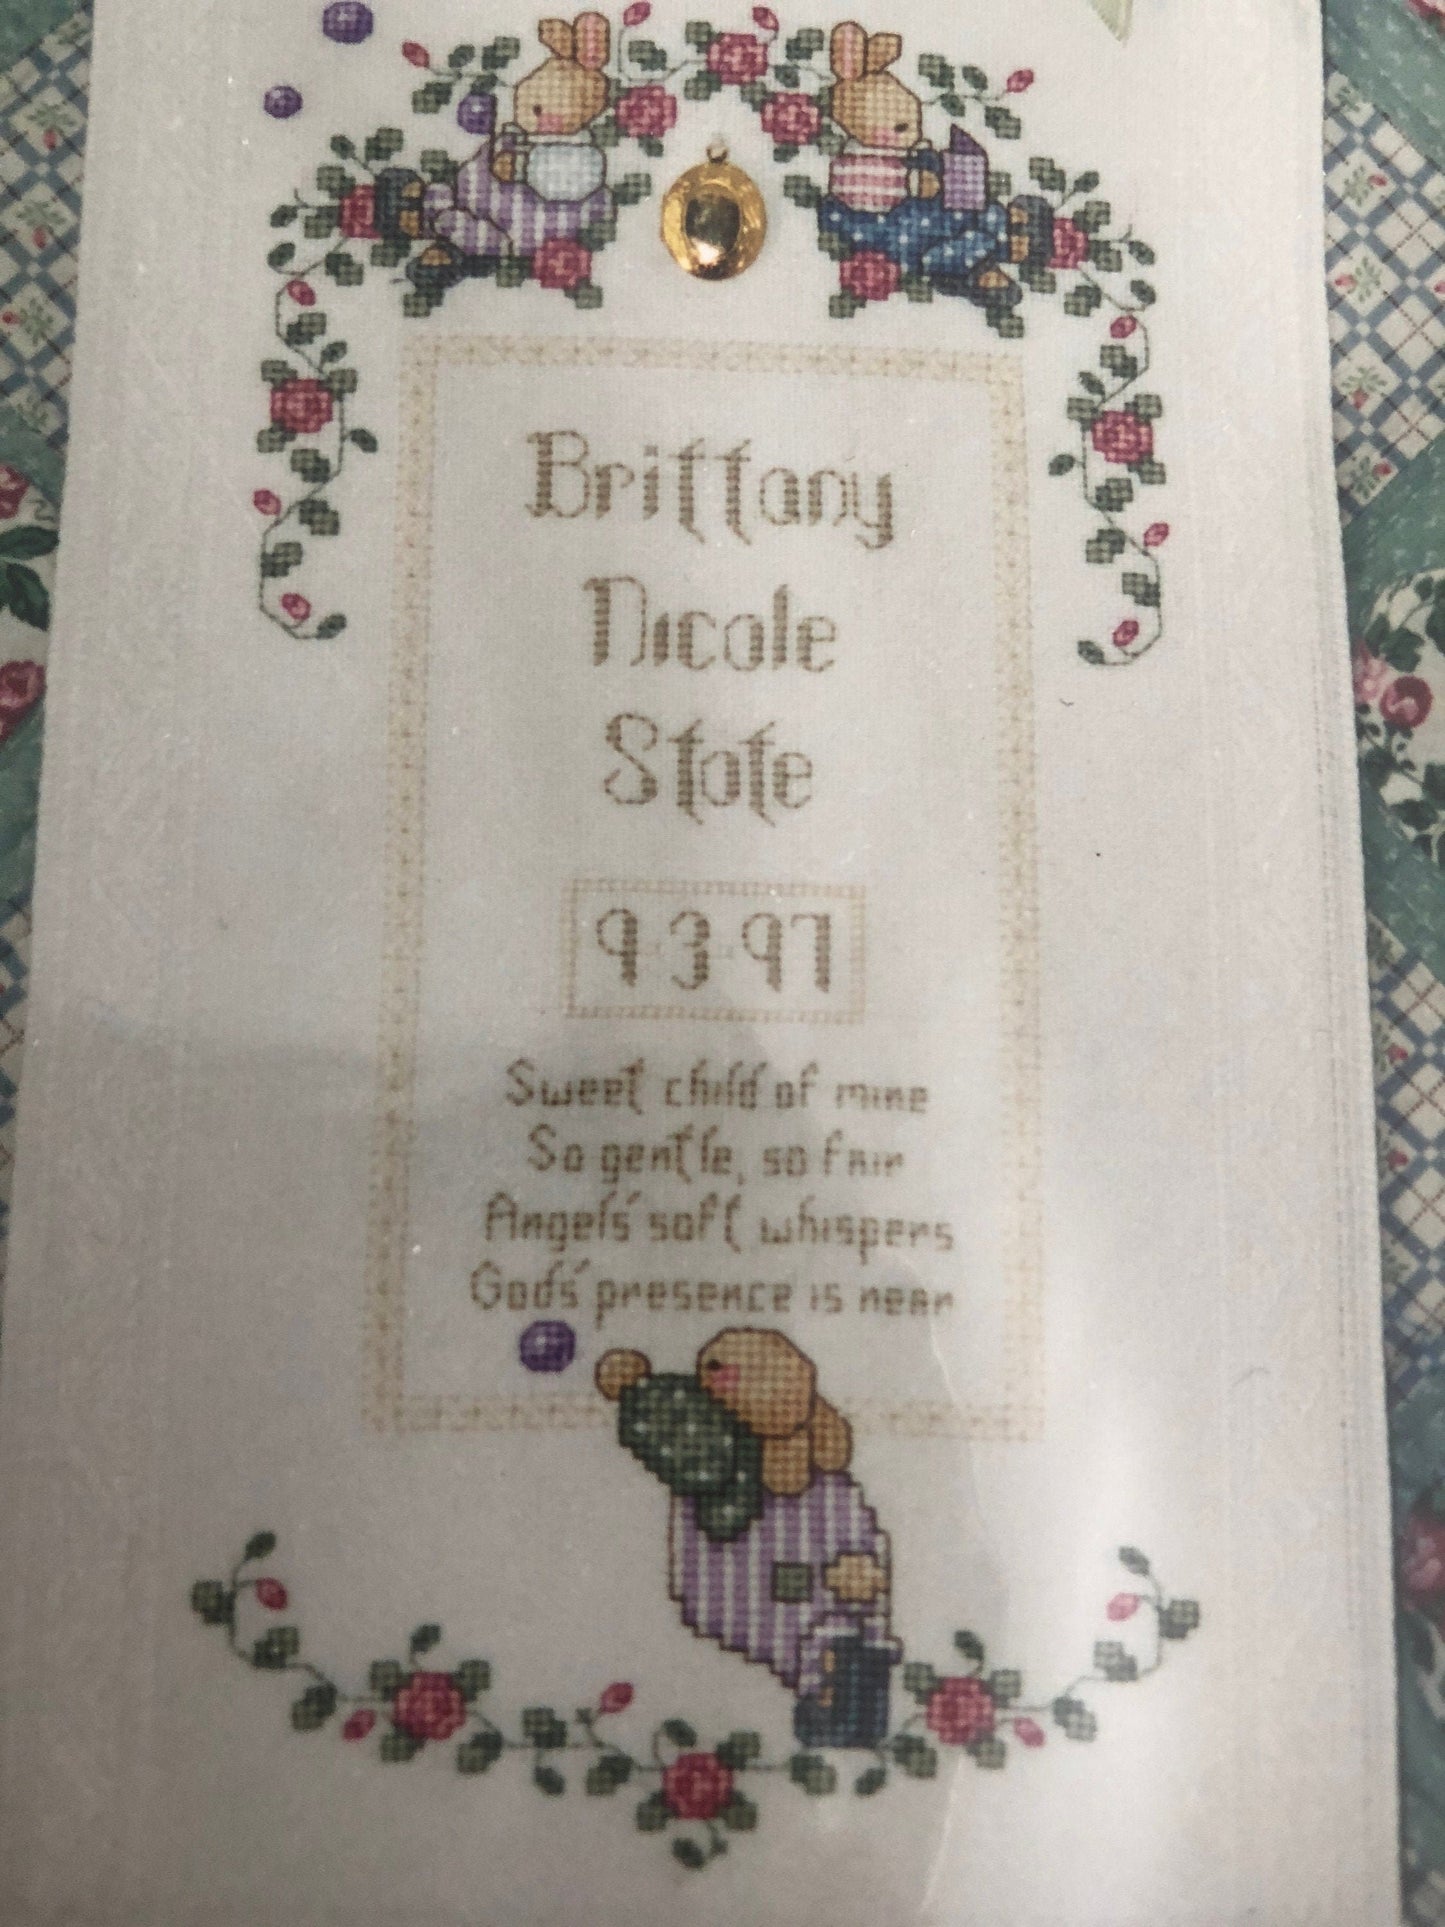 Brittany
Nicole
Stote
9-3-97
Sweet child of mine
So gentle, so fair
Angels' soft whispers
Gods' presence is near